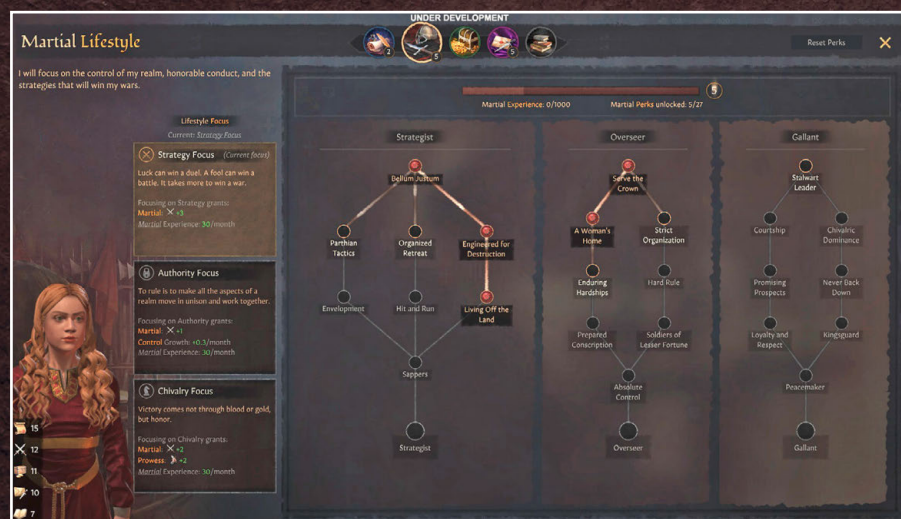 UNDER DEVELOPMENT
Martial Lifestyle
2
5
5
Reset Perks
I will focus on the control of my realm, honorable conduct, and the
strategies that will win my wars.
5
Martial Experience: 0/1000
Martial Perks unlocked: 5/27
Lifestyle Focus
Current: Strategy Focus
Strategy Focus (Current focus)
Luck can win a duel. A fool can win a
battle. It takes more to win a war.
Focusing on Strategy grants:
Martial: +3
Martial Experience: 30/month
Authority Focus
To rule is to make all the aspects of a
realm move in unison and work together.
Focusing on Authority grants:
Martial: +1
Control Growth: +0.3/month
Martial Experience: 30/month
Chivalry Focus
Victory comes not through blood or gold,
but honor.
Focusing on Chivalry grants:
Martial: +2
Prowess: +2
Martial Experience: 30/month
15
12
11
10
7
Strategist
Bellum Justum
Parthian
Tactics
Organized
Retreat
Engineered for
Destruction
Envelopment
Hit and Run
Living Off the
Land
Sappers
Strategist
Overseer
Serve the
Crown
A Woman's
Home
Strict
Organization
Enduring
Hardships
Hard Rule
Prepared
Conscription
Soldiers of
Lesser Fortune
Absolute
Control
Overseer
Gallant
Stalwart
Leader
Courtship
Chivalric
Dominance
Promising
Prospects
Never Back
Down
Loyalty and
Respect
Kingsguard
Peacemaker
Gallant